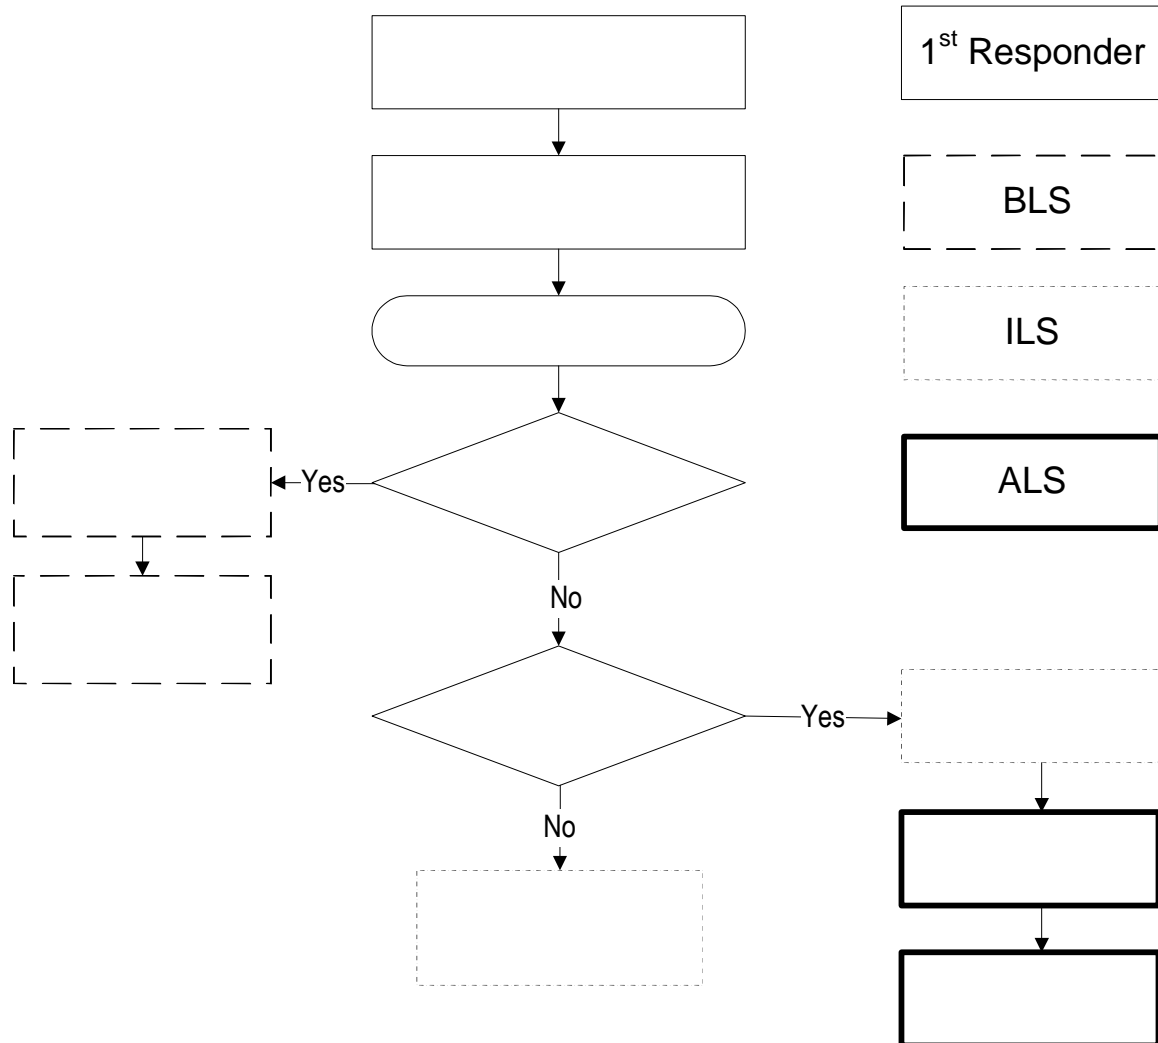 1st Responder
BLS
ILS
ALS
Yes
No
Yes
No